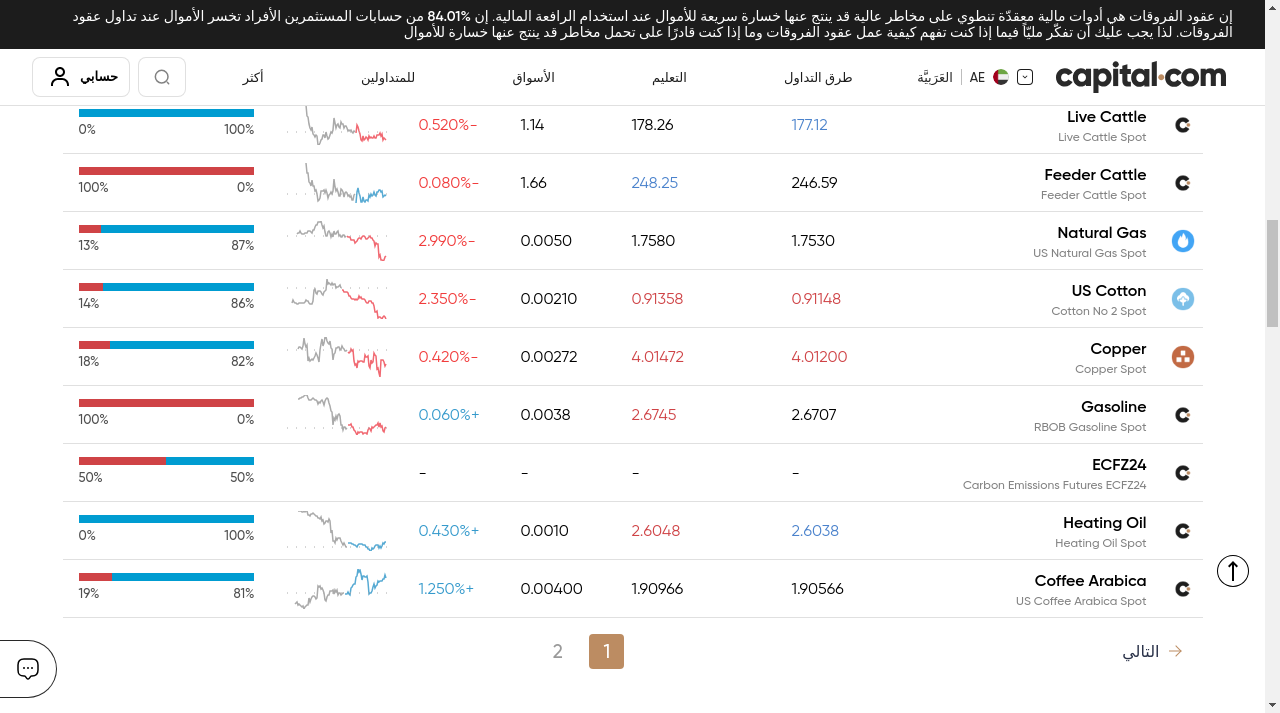 إن عقود الفروقات هي أدوات مالية معقدّة تنطوي على مخاطر عالية قد ينتج عنها خسارة سريعة للأموال عند استخدام الرافعة المالية. إن 84.01% من حسابات المستثمرين الأفراد تخسر الأموال عند تداول عقود
الفروقات. لذا يجب عليك أن تفكّر مليّاً فيما إذا كنت تفهم كيفية عمل عقود الفروقات وما إذا كنت قادرًا على تحمل مخاطر قد ينتج عنها خسارة للأموال
capital.com AE العَرَبيَّة طرق التداول التعليم الأسواق للمتداولين أكثر حسابي
Live Cattle 177.12 178.26 1.14 0.520%-
Live Cattle Spot 100% 0%
Feeder Cattle 246.59 248.25 1.66 0.080%-
Feeder Cattle Spot 0% 100%
Natural Gas 1.7530 1.7580 0.0050 2.990%-
US Natural Gas Spot 87% 13%
US Cotton 0.91148 0.91358 0.00210 2.350%-
Cotton No 2 Spot 86% 14%
Copper 4.01200 4.01472 0.00272 0.420%-
Copper Spot 82% 18%
Gasoline 2.6707 2.6745 0.0038 0.060%+
RBOB Gasoline Spot 0% 100%
ECFZ24 - - - -
Carbon Emissions Futures ECFZ24 50% 50%
Heating Oil 2.6038 2.6048 0.0010 0.430%+
Heating Oil Spot 100% 0%
Coffee Arabica 1.90566 1.90966 0.00400 1.250%+
US Coffee Arabica Spot 81% 19%
التالي 1 2